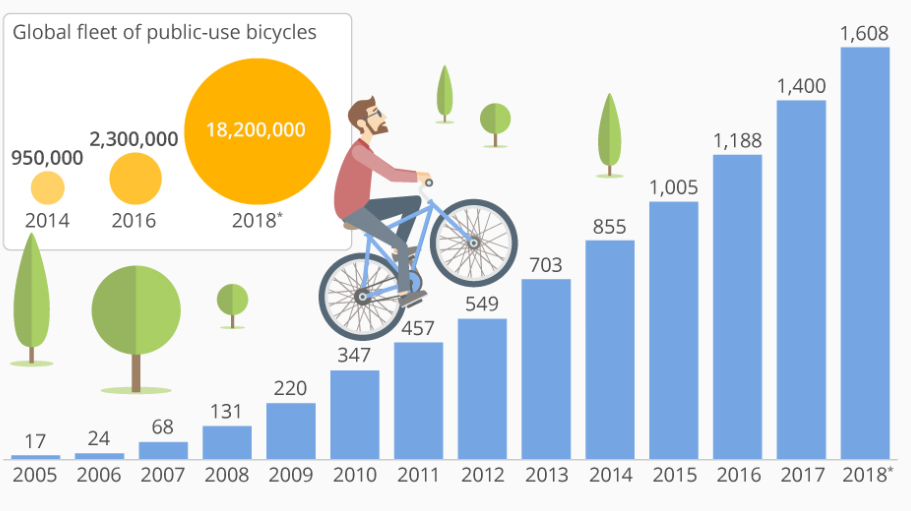 Global fleet of public-use bicycles
18,200,000
2,300,000
950,000
2014 2016 2018*
17 24 68 131 220 347 457 549 703 855 1,005 1,188 1,400 1,608
2005 2006 2007 2008 2009 2010 2011 2012 2013 2014 2015 2016 2017 2018*